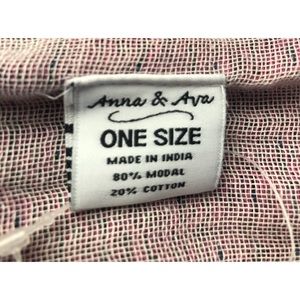 Anna & Ava
ONE SIZE
MADE IN INDIA
80% MODAL
20% COTTON